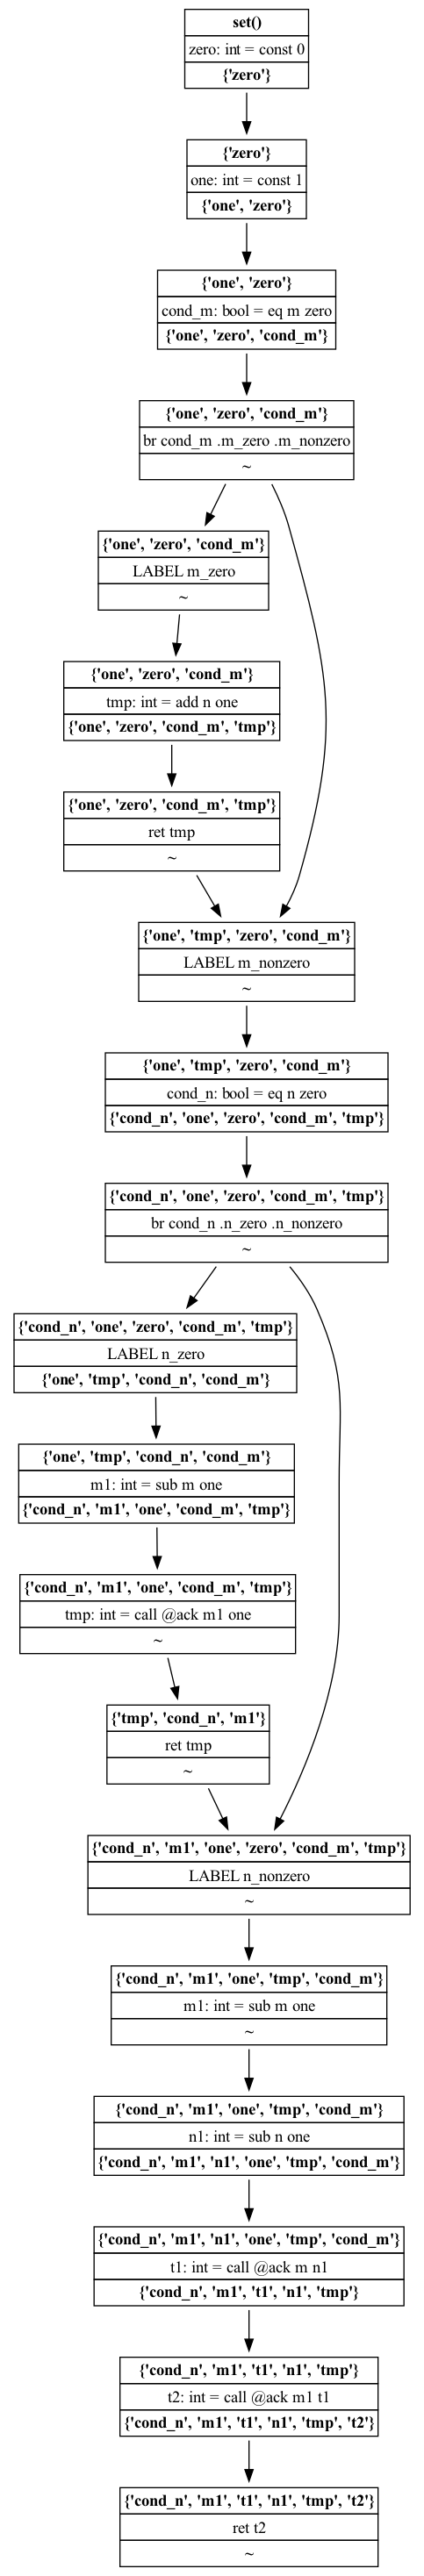 set()
zero: int = const 0
{'zero'}
{'zero'}
one: int = const 1
{'one', 'zero'}
{'one', 'zero'}
cond_m: bool = eq m zero
{'one', 'zero', 'cond_m'}
{'one', 'zero', 'cond_m'}
br cond_m .m_zero .m_nonzero
~
{'one', 'zero', 'cond_m'}
LABEL m_zero
~
{'one', 'zero', 'cond_m'}
tmp: int = add n one
{'one', 'zero', 'cond_m', 'tmp'}
{'one', 'zero', 'cond_m', 'tmp'}
ret tmp
~
{'one', 'tmp', 'zero', 'cond_m'}
LABEL m_nonzero
~
{'one', 'tmp', 'zero', 'cond_m'}
cond_n: bool = eq n zero
{'cond_n', 'one', 'zero', 'cond_m', 'tmp'}
{'cond_n', 'one', 'zero', 'cond_m', 'tmp'}
br cond_n .n_zero .n_nonzero
~
{'cond_n', 'one', 'zero', 'cond_m', 'tmp'}
LABEL n_zero
{'one', 'tmp', 'cond_n', 'cond_m'}
{'one', 'tmp', 'cond_n', 'cond_m'}
m1: int = sub m one
{'cond_n', 'm1', 'one', 'cond_m', 'tmp'}
{'cond_n', 'm1', 'one', 'cond_m', 'tmp'}
tmp: int = call @ack m1 one
~
{'tmp', 'cond_n', 'm1'}
ret tmp
~
{'cond_n', 'm1', 'one', 'zero', 'cond_m', 'tmp'}
LABEL n_nonzero
~
{'cond_n', 'm1', 'one', 'tmp', 'cond_m'}
m1: int = sub m one
~
{'cond_n', 'm1', 'one', 'tmp', 'cond_m'}
n1: int = sub n one
{'cond_n', 'm1', 'n1', 'one', 'tmp', 'cond_m'}
{'cond_n', 'm1', 'n1', 'one', 'tmp', 'cond_m'}
t1: int = call @ack m n1
{'cond_n', 'm1', 't1', 'n1', 'tmp'}
{'cond_n', 'm1', 't1', 'n1', 'tmp'}
t2: int = call @ack m1 t1
{'cond_n', 'm1', 't1', 'n1', 'tmp', 't2'}
{'cond_n', 'm1', 't1', 'n1', 'tmp', 't2'}
ret t2
~